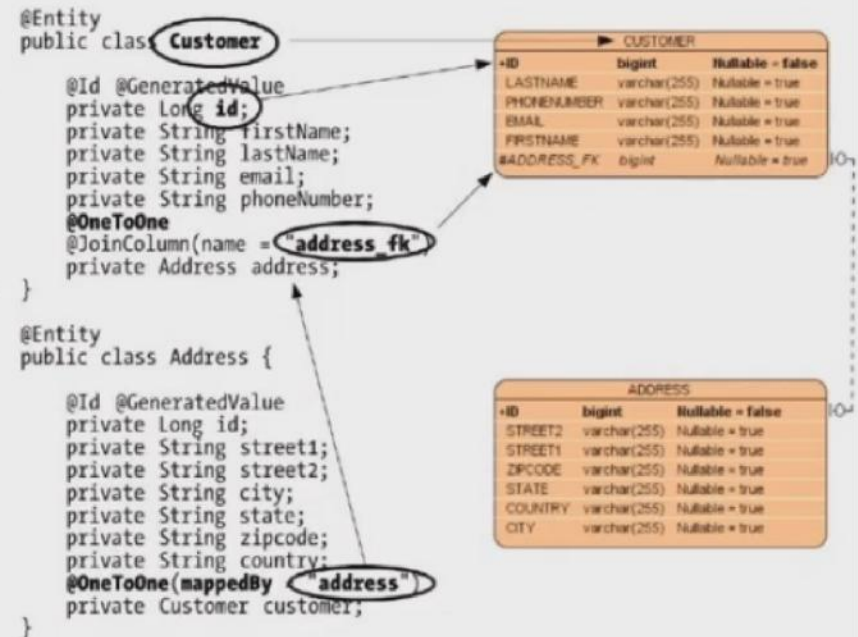 @Entity
public class Customer
@Id @GeneratedValue
private Long id;
private String firstName;
private String lastName;
private String email;
private String phoneNumber;
@OneToOne
@JoinColumn(name = "address_fk")
private Address address;
}
@Entity
public class Address {
@Id @GeneratedValue
private Long id;
private String street1;
private String street2;
private String city;
private String state;
private String zipcode;
private String country;
@OneToOne(mappedBy "address")
private Customer customer;
}
CUSTOMER
+ID bigint Nullable = false
LASTNAME varchar(255) Nullable = true
PHONENUMBER varchar(255) Nullable = true
EMAIL varchar(255) Nullable = true
FIRSTNAME varchar(255) Nullable = true
#ADDRESS_FK bigint Nullable = true
ADDRESS
+ID bigint Nullable = false
STREET2 varchar(255) Nullable = true
STREET1 varchar(255) Nullable = true
ZIPCODE varchar(255) Nullable = true
STATE varchar(255) Nullable = true
COUNTRY varchar(255) Nullable = true
CITY varchar(255) Nullable = true